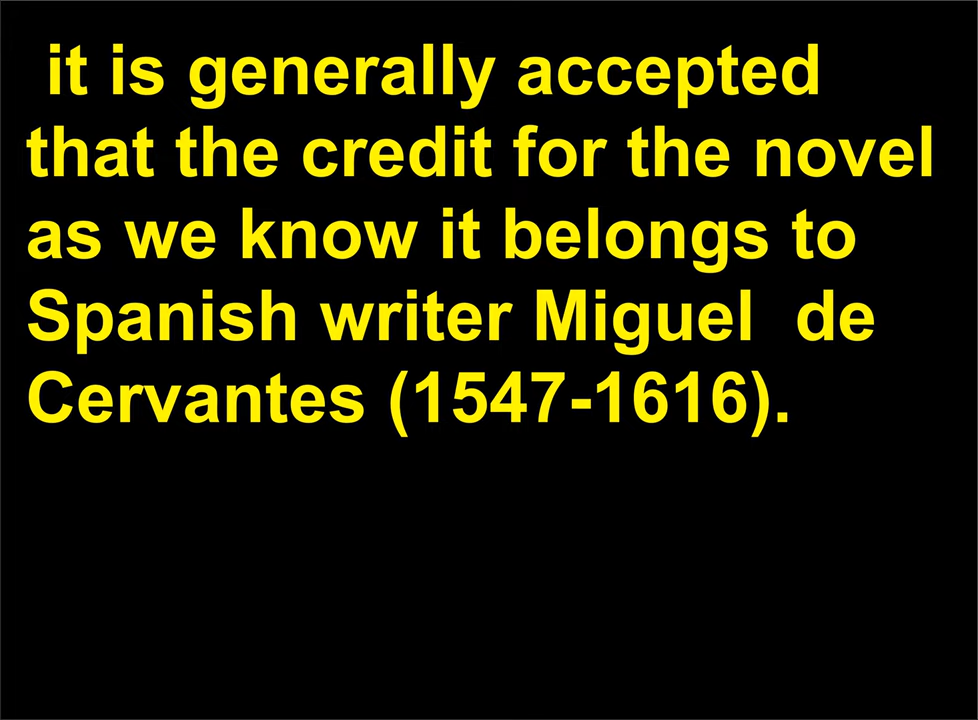 it is generally accepted
that the credit for the novel
as we know it belongs to
Spanish writer Miguel  de
Cervantes (1547-1616).